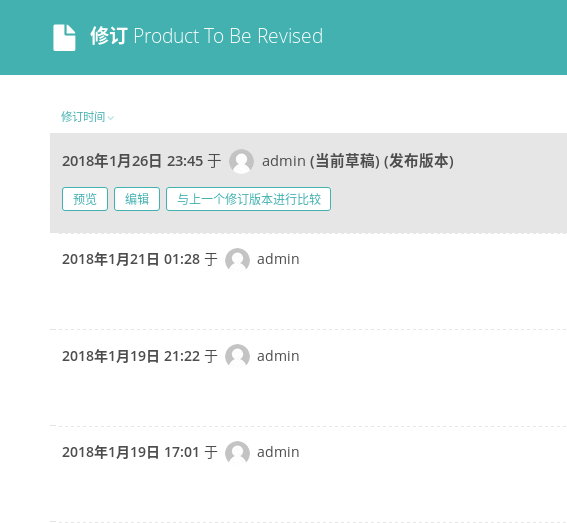 修订 Product To Be Revised
修订时间
2018年1月26日 23:45 于 admin (当前草稿) (发布版本)
预览 编辑 与上一个修订版本进行比较
2018年1月21日 01:28 于 admin
2018年1月19日 21:22 于 admin
2018年1月19日 17:01 于 admin